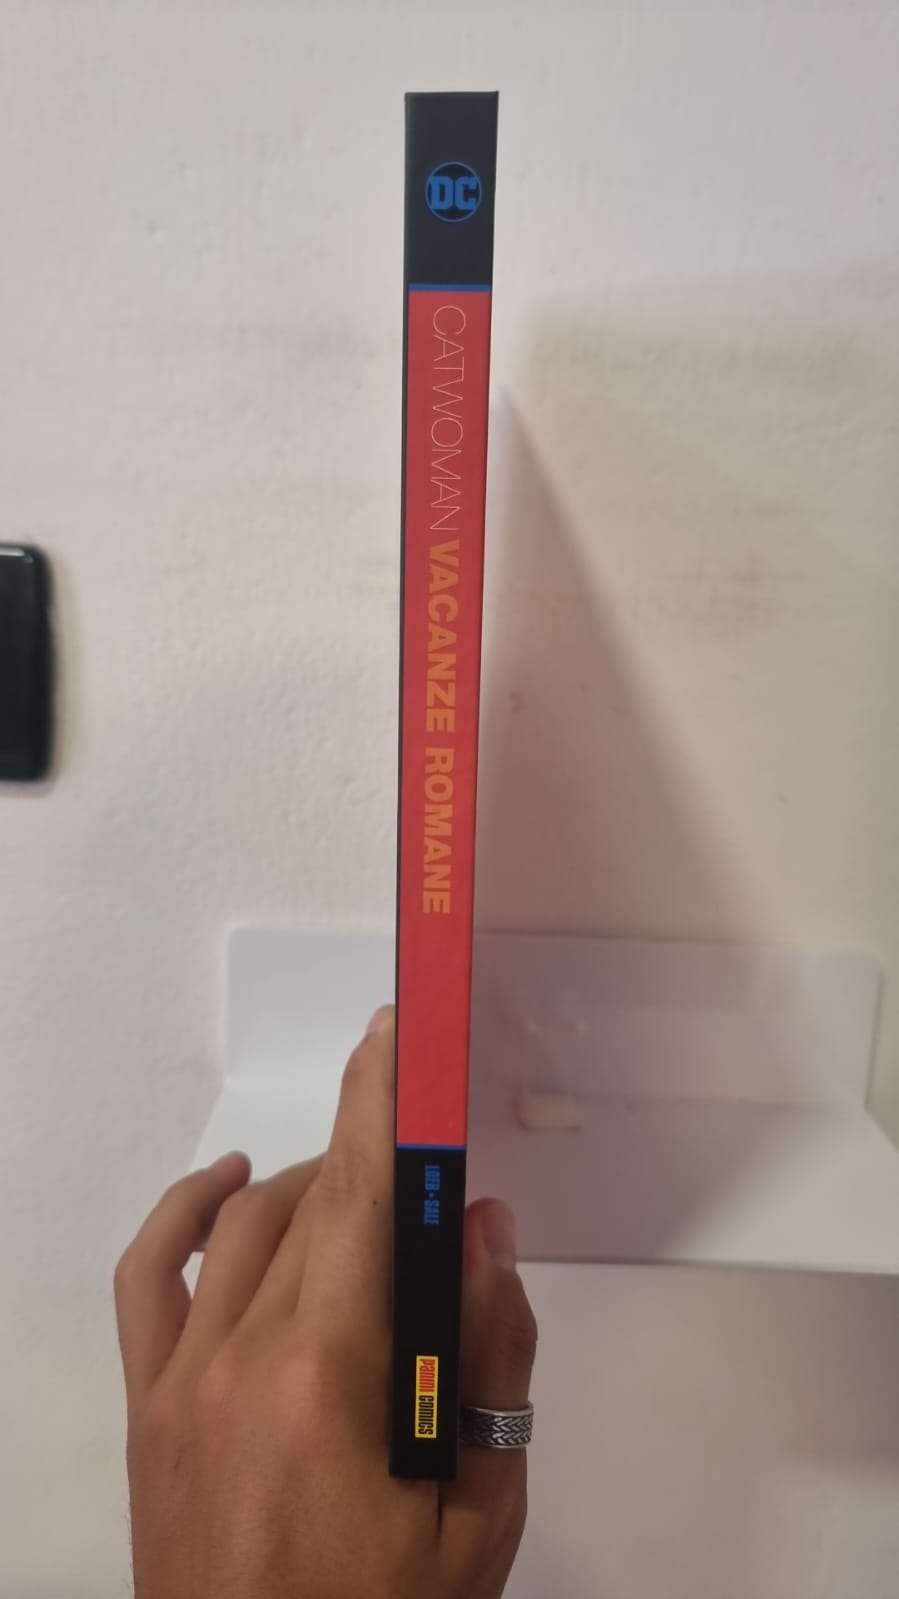 DC
CATWOMAN VACANZE ROMANE
LOEB • SALE
PANINI COMICS